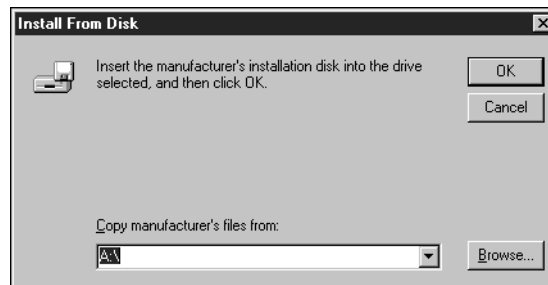 Install From Disk
Insert the manufacturer's installation disk into the drive
selected, and then click OK.
OK
Cancel
Copy manufacturer's files from:
A:\
Browse...